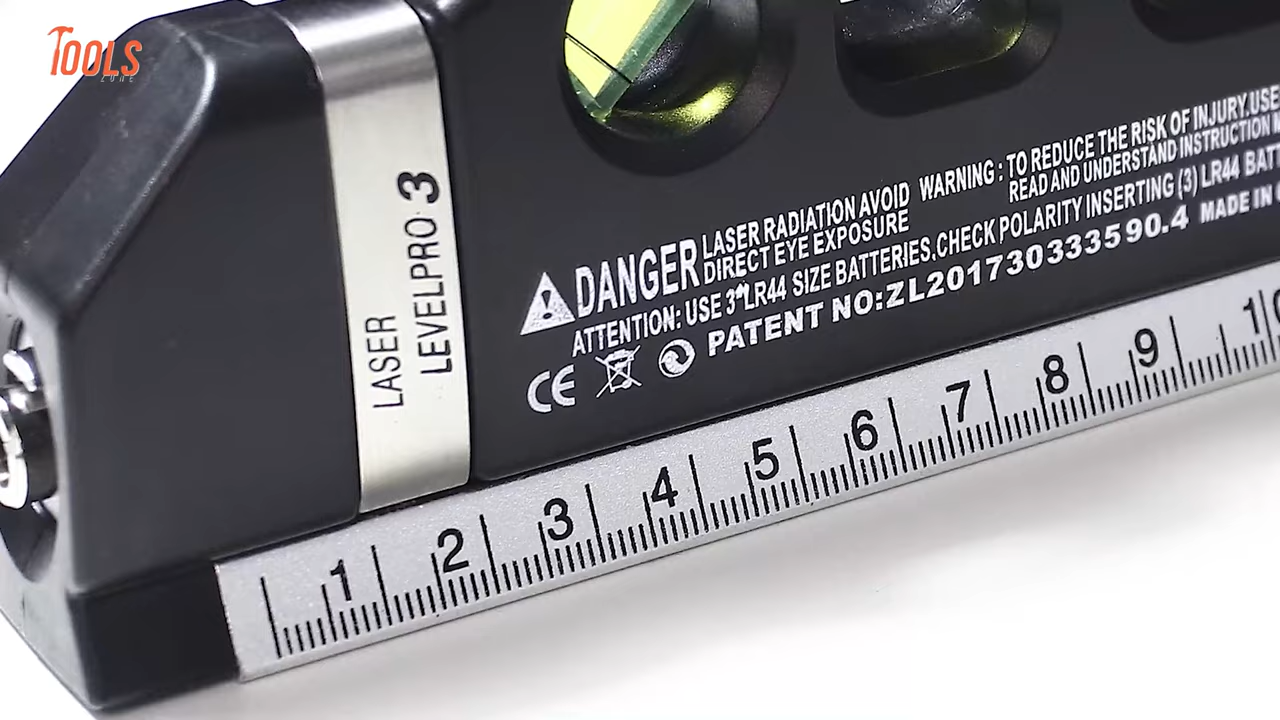 TOOLS
ZONE
LASER
LEVELPRO 3
DANGER
LASER RADIATION AVOID
DIRECT EYE EXPOSURE
WARNING : TO REDUCE THE RISK OF INJURY.USE
READ AND UNDERSTAND INSTRUCTION
ATTENTION: USE 3*LR44 SIZE BATTERIES.CHECK POLARITY INSERTING (3) LR44 BATT
CE
PATENT NO:ZL201730333590.4 MADE IN
1 2 3 4 5 6 7 8 9